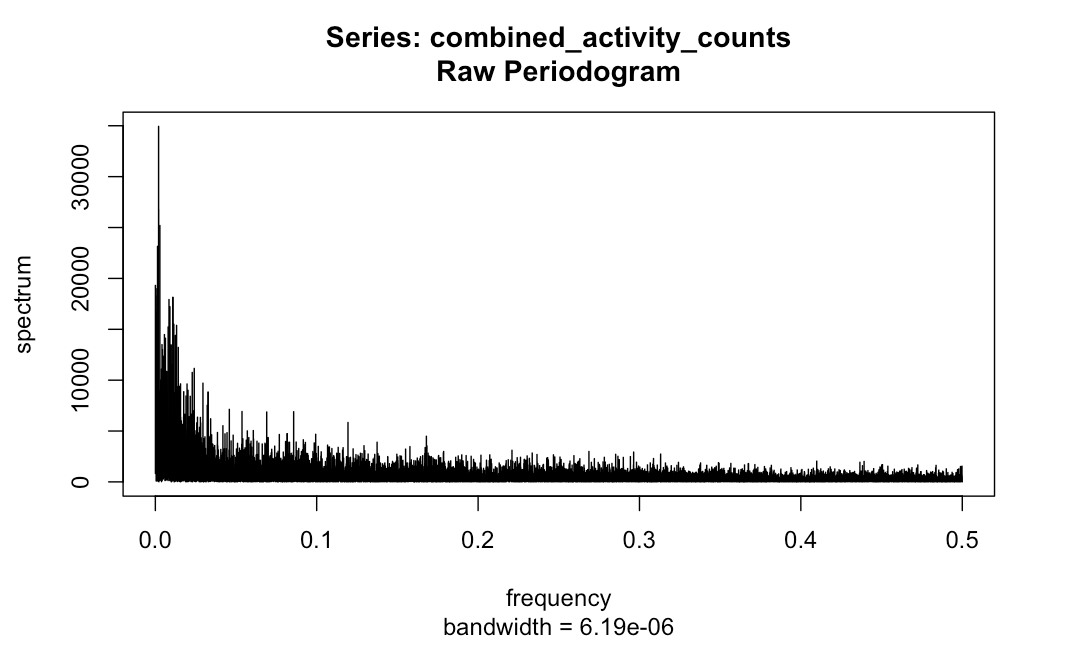 Series: combined_activity_counts
Raw Periodogram
spectrum
30000
20000
10000
0
0.0 0.1 0.2 0.3 0.4 0.5
frequency
bandwidth = 6.19e-06